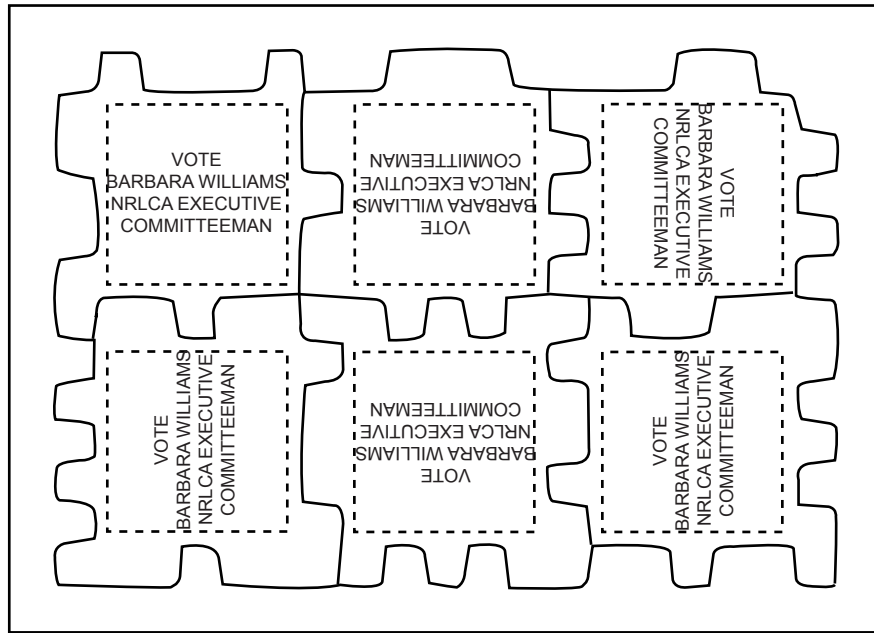 VOTE
BARBARA WILLIAMS
NRLCA EXECUTIVE
COMMITTEEMAN
VOTE
BARBARA WILLIAMS
NRLCA EXECUTIVE
COMMITTEEMAN
VOTE
BARBARA WILLIAMS
NRLCA EXECUTIVE
COMMITTEEMAN
VOTE
BARBARA WILLIAMS
NRLCA EXECUTIVE
COMMITTEEMAN
VOTE
BARBARA WILLIAMS
NRLCA EXECUTIVE
COMMITTEEMAN
VOTE
BARBARA WILLIAMS
NRLCA EXECUTIVE
COMMITTEEMAN